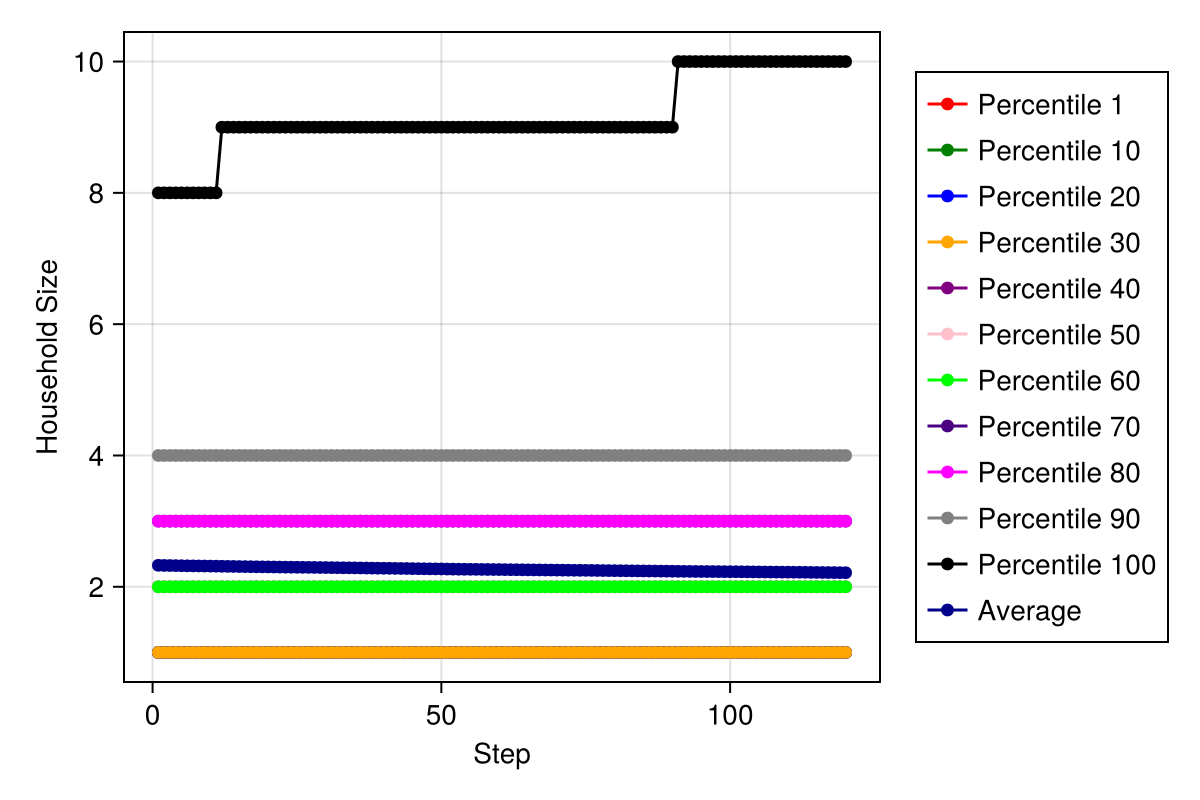 10
8
6
4
2
Household Size
0
50
100
Step
Percentile 1
Percentile 10
Percentile 20
Percentile 30
Percentile 40
Percentile 50
Percentile 60
Percentile 70
Percentile 80
Percentile 90
Percentile 100
Average